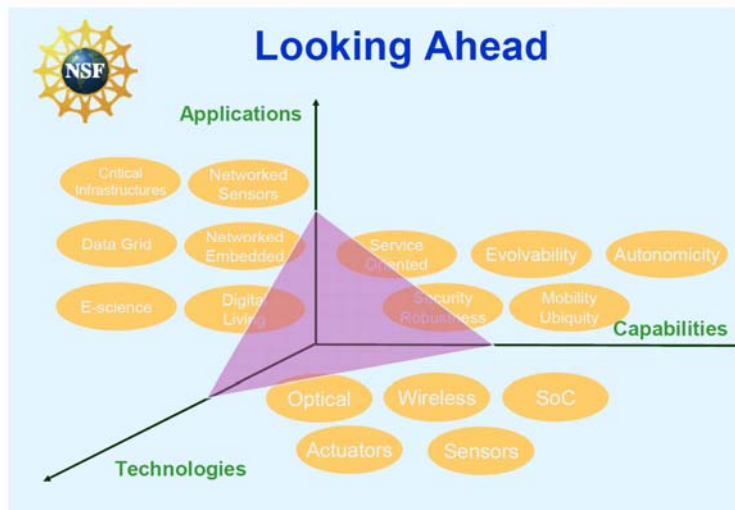 Looking Ahead
NSF
Applications
Critical
Infrastructures
Networked
Sensors
Data Grid
Networked
Embedded
Service
Oriented
Evolvability
Autonomicity
E-science
Digital
Living
Security
Robustness
Mobility
Ubiquity
Capabilities
Optical
Wireless
SoC
Actuators
Sensors
Technologies